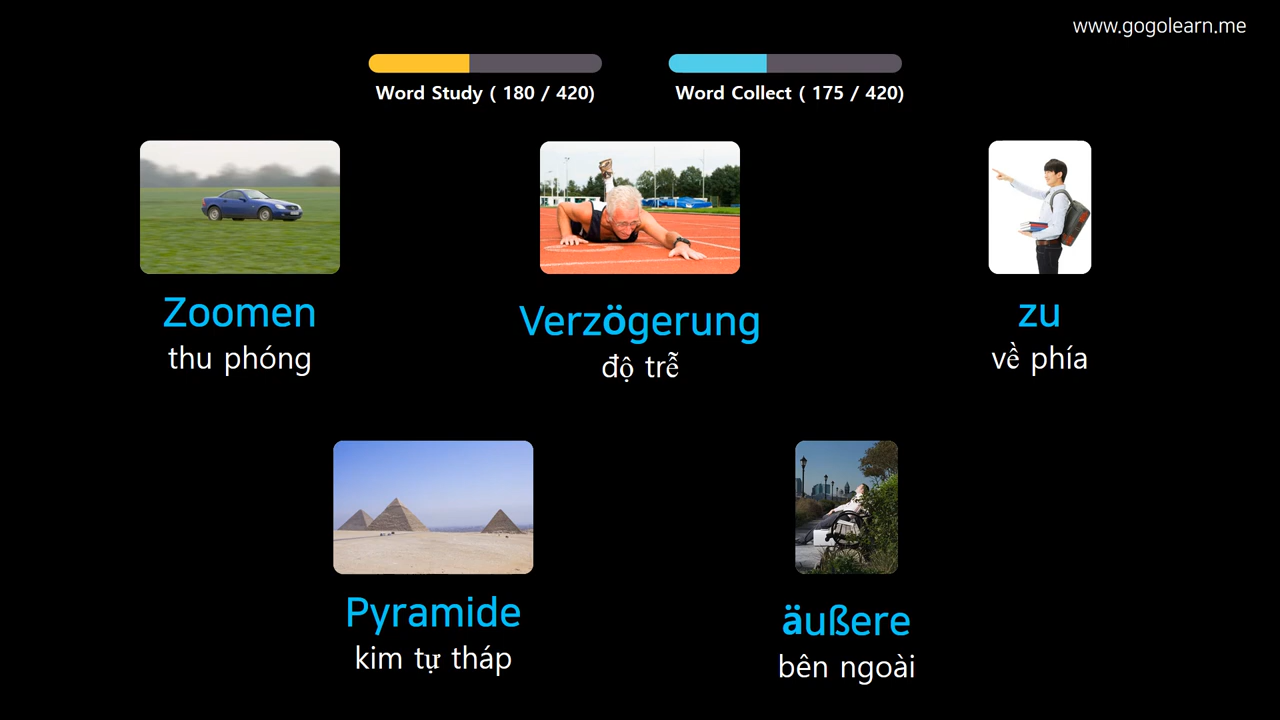 www.gogolearn.me
Word Study ( 180 / 420)
Word Collect ( 175 / 420)
Zoomen
thu phóng
Verzögerung
độ trễ
zu
về phía
Pyramide
kim tự tháp
äußere
bên ngoài